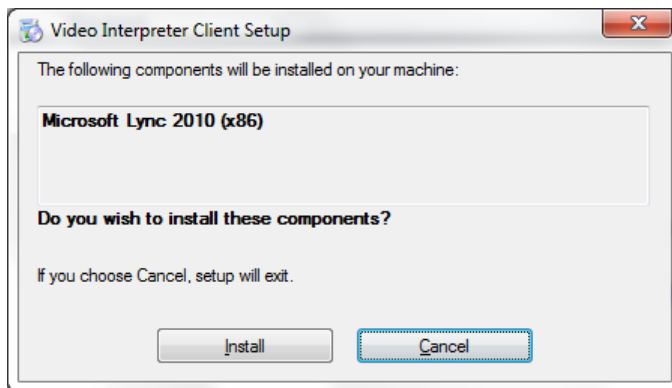 Video Interpreter Client Setup
The following components will be installed on your machine:
Microsoft Lync 2010 (x86)
Do you wish to install these components?
If you choose Cancel, setup will exit.
Install
Cancel